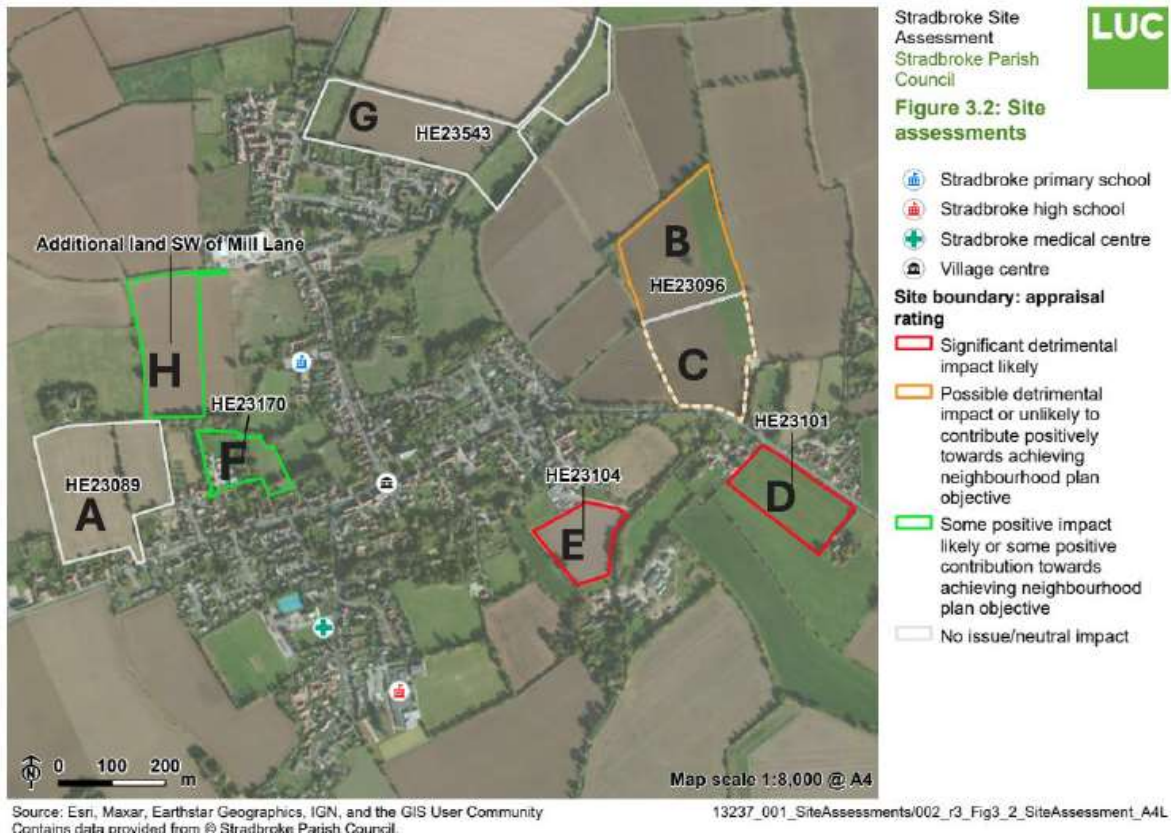 Stradbroke Site
Assessment
Stradbroke Parish
Council
LUC
Figure 3.2: Site
assessments
Stradbroke primary school
Stradbroke high school
Stradbroke medical centre
Village centre
Site boundary: appraisal
rating
Significant detrimental
impact likely
Possible detrimental
impact or unlikely to
contribute positively
towards achieving
neighbourhood plan
objective
Some positive impact
likely or some positive
contribution towards
achieving neighbourhood
plan objective
No issue/neutral impact
G
HE23543
Additional land SW of Mill Lane
B
HE23096
H
C
HE23170
HE23101
F
HE23089
HE23104
A
D
E
N
0 100 200
m
Map scale 1:8,000 @ A4
Source: Esri, Maxar, Earthstar Geographics, IGN, and the GIS User Community
Contains data provided from © Stradbroke Parish Council.
13237_001_SiteAssessments/002_r3_Fig3_2_SiteAssessment_A4L